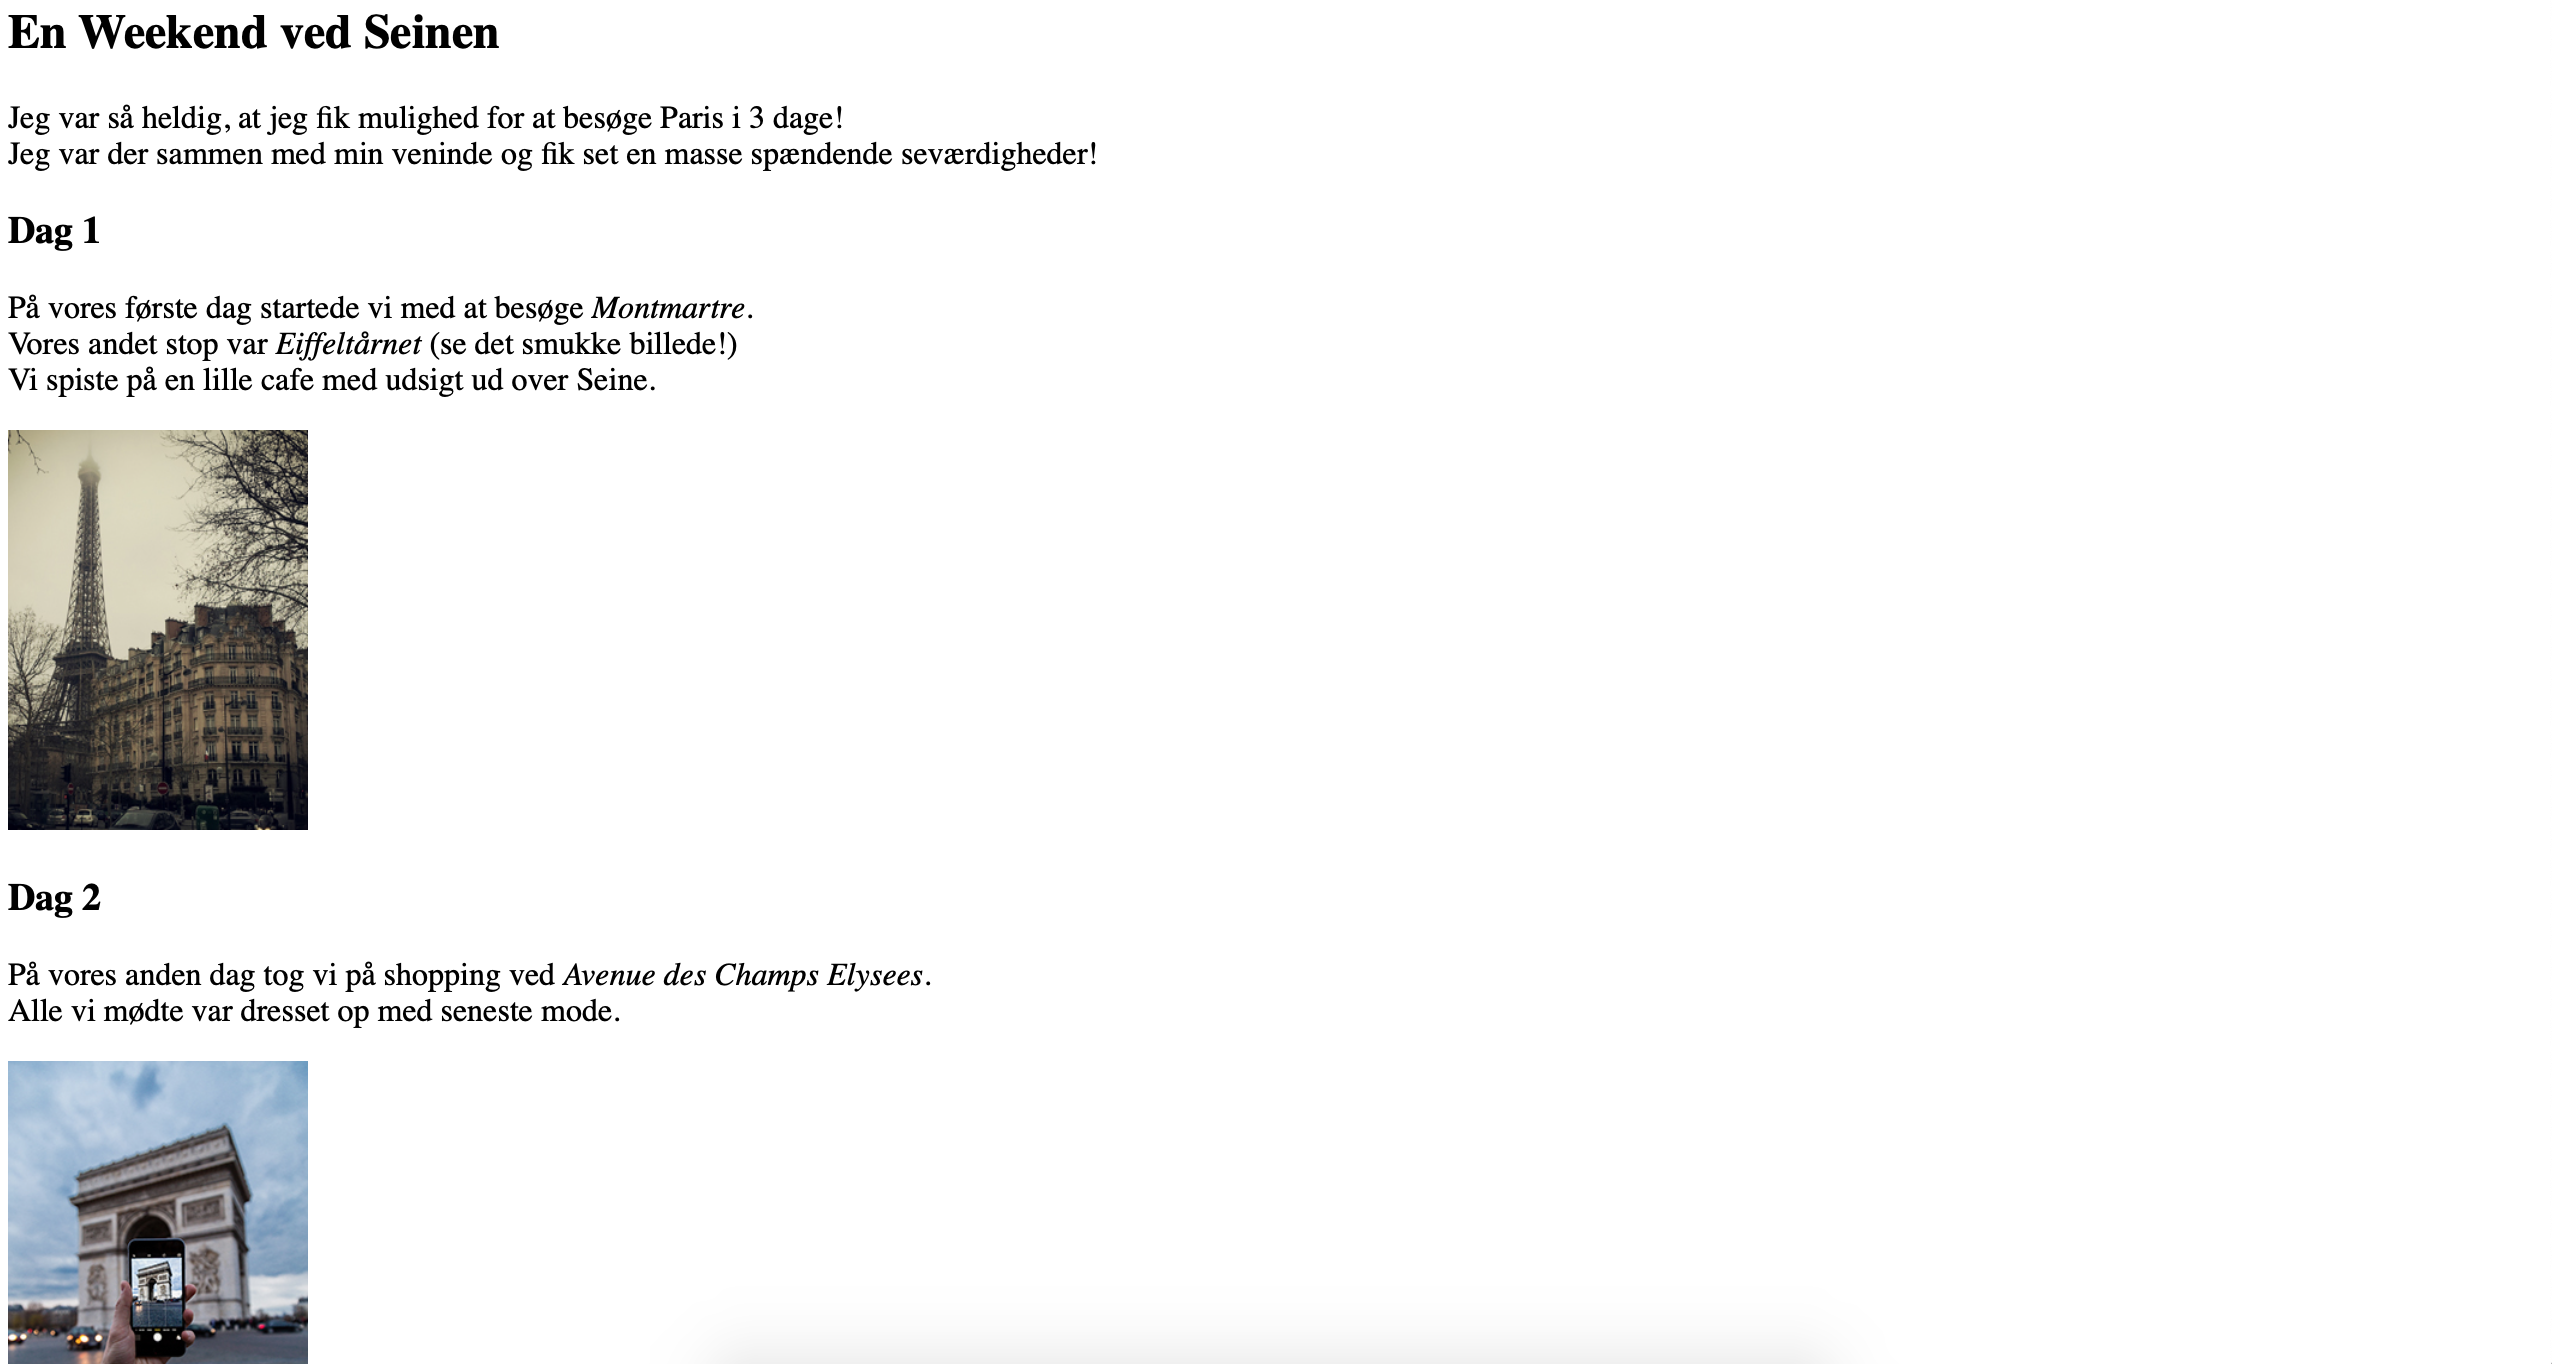 En Weekend ved Seinen
Jeg var så heldig, at jeg fik mulighed for at besøge Paris i 3 dage!
Jeg var der sammen med min veninde og fik set en masse spændende seværdigheder!
Dag 1
På vores første dag startede vi med at besøge Montmartre.
Vores andet stop var Eiffeltårnet (se det smukke billede!)
Vi spiste på en lille cafe med udsigt ud over Seine.
Dag 2
På vores anden dag tog vi på shopping ved Avenue des Champs Elysees.
Alle vi mødte var dresset op med seneste mode.